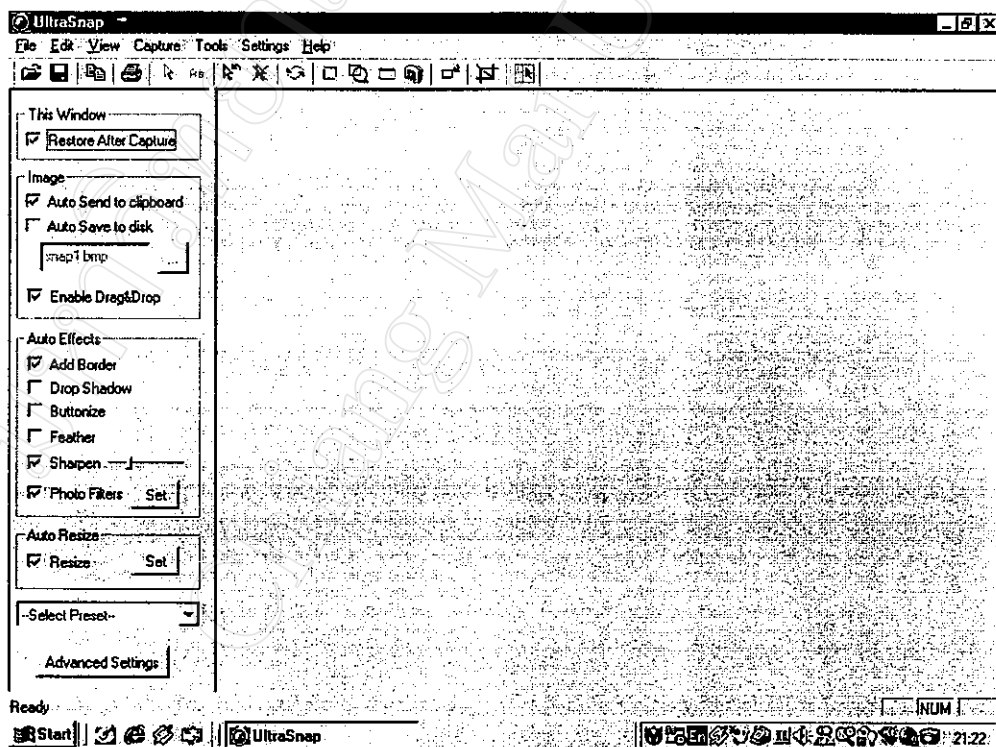 UltraSnap
File Edit View Capture Tools Settings Help
This Window
Restore After Capture
Image
Auto Send to clipboard
Auto Save to disk
snap1.bmp
...
Enable Drag&Drop
Auto Effects
Add Border
Drop Shadow
Buttonize
Feather
Sharpen
Photo Filters Set
Auto Resize
Resize Set
--Select Preset--
Advanced Settings
Ready NUM
Start UltraSnap 21:22